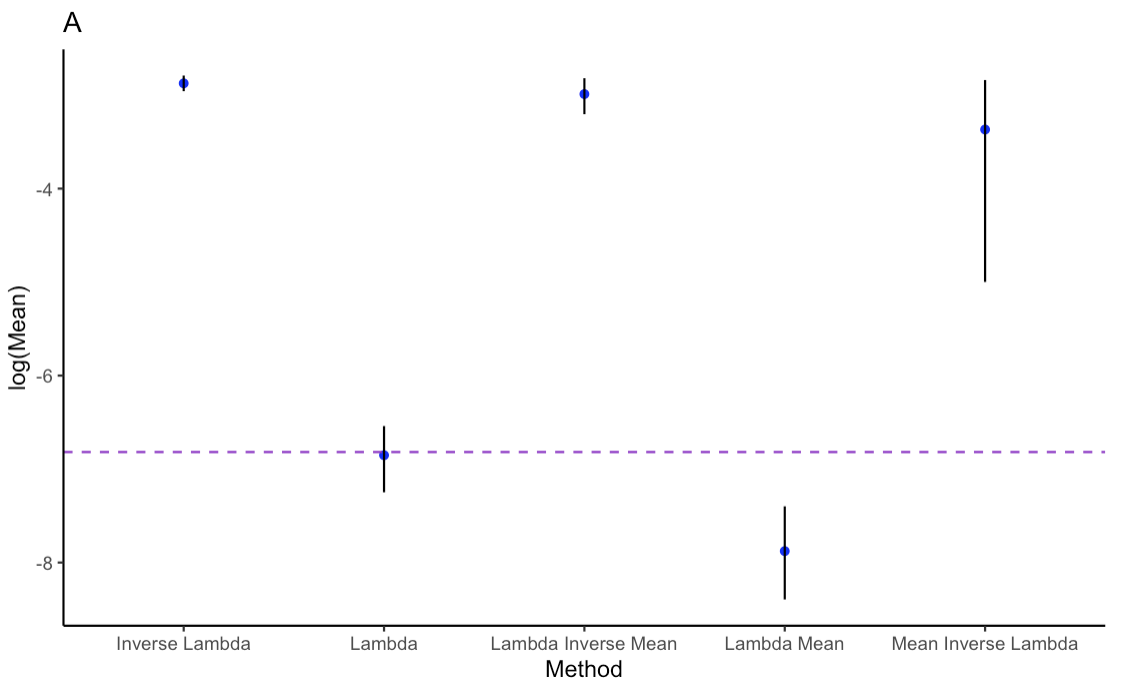 A
log(Mean)
-4
-6
-8
Inverse Lambda
Lambda
Lambda Inverse Mean
Lambda Mean
Mean Inverse Lambda
Method